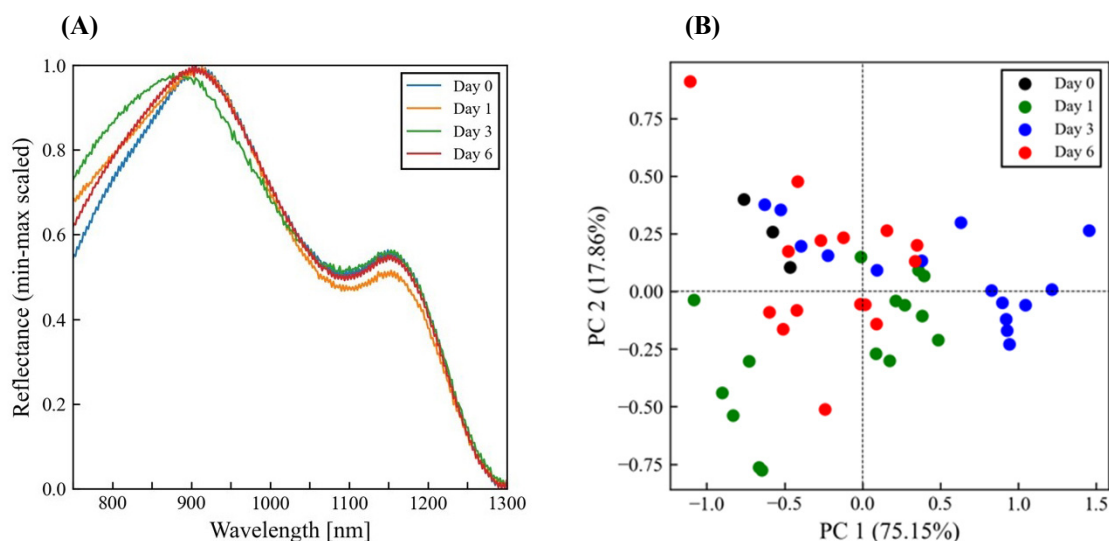 (A)
(B)
Reflectance (min-max scaled)
1.0
0.8
0.6
0.4
0.2
0.0
800
900
1000
1100
1200
1300
Wavelength [nm]
Day 0
Day 1
Day 3
Day 6
PC 2 (17.86%)
0.75
0.50
0.25
0.00
−0.25
−0.50
−0.75
−1.0
−0.5
0.0
0.5
1.0
1.5
PC 1 (75.15%)
Day 0
Day 1
Day 3
Day 6